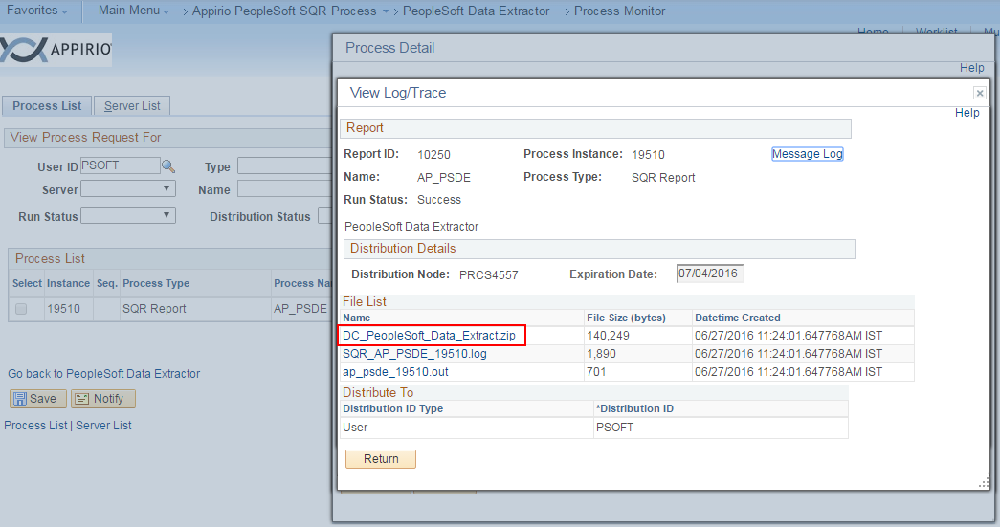 Favorites Main Menu > Appirio PeopleSoft SQR Process > PeopleSoft Data Extractor > Process Monitor
Home Worklist
APPIRIO
Process Detail
Help
View Log/Trace
Help
Process List Server List
View Process Request For
User ID PSOFT Type
Server Name
Run Status Distribution Status
Process List
Select Instance Seq. Process Type
19510 SQR Report AP_PSDE
Go back to PeopleSoft Data Extractor
Save Notify
Process List | Server List
Report
Report ID: 10250 Process Instance: 19510 Message Log
Name: AP_PSDE Process Type: SQR Report
Run Status: Success
PeopleSoft Data Extractor
Distribution Details
Distribution Node: PRCS4557 Expiration Date: 07/04/2016
File List
Name File Size (bytes) Datetime Created
DC_PeopleSoft_Data_Extract.zip 140,249 06/27/2016 11:24:01.647768AM IST
SQR_AP_PSDE_19510.log 1,890 06/27/2016 11:24:01.647768AM IST
ap_psde_19510.out 701 06/27/2016 11:24:01.647768AM IST
Distribute To
Distribution ID Type *Distribution ID
User PSOFT
Return